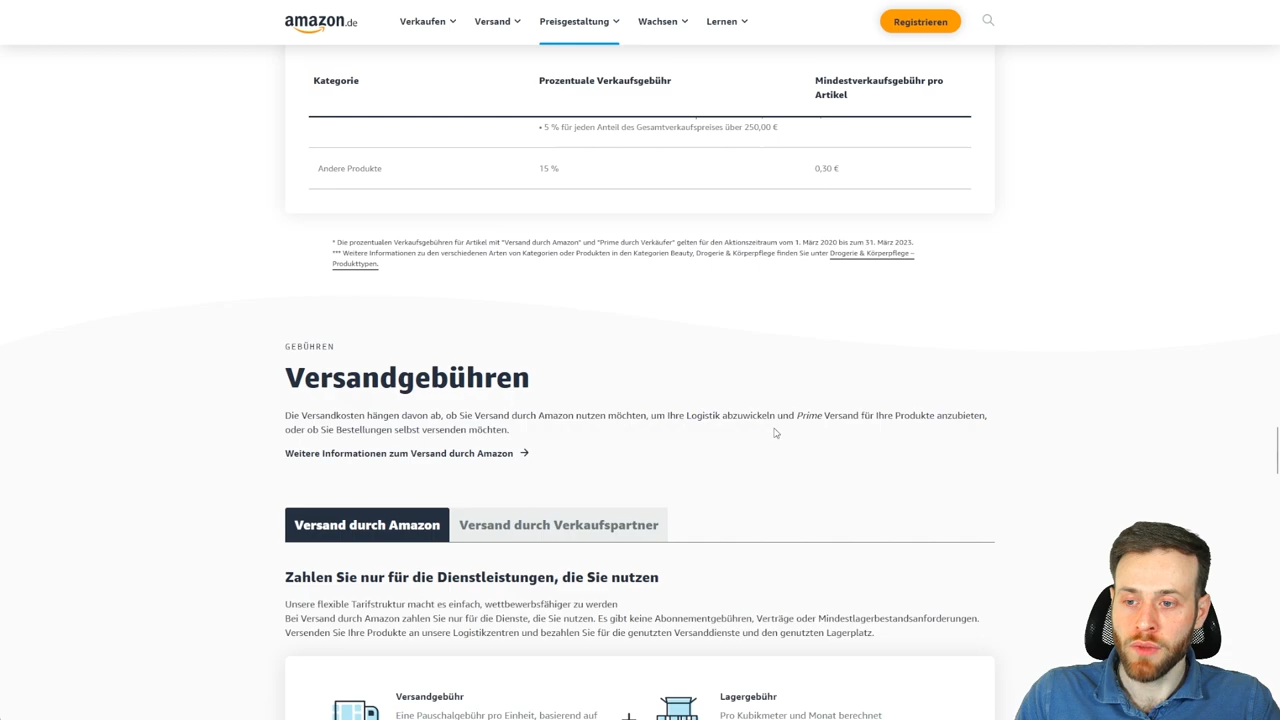 amazon.de
Verkaufen
Versand
Preisgestaltung
Wachsen
Lernen
Registrieren
Kategorie
Prozentuale Verkaufsgebühr
Mindestverkaufsgebühr pro
Artikel
• 5 % für jeden Anteil des Gesamtverkaufspreises über 250,00 €
Andere Produkte
15 %
0,30 €
* Die prozentualen Verkaufsgebühren für Artikel mit "Versand durch Amazon" und "Prime durch Verkäufer" gelten für den Aktionszeitraum vom 1. März 2020 bis zum 31. März 2023.
*** Weitere Informationen zu den verschiedenen Arten von Kategorien oder Produkten in den Kategorien Beauty, Drogerie & Körperpflege finden Sie unter Drogerie & Körperpflege –
Produkttypen.
GEBÜHREN
Versandgebühren
Die Versandkosten hängen davon ab, ob Sie Versand durch Amazon nutzen möchten, um Ihre Logistik abzuwickeln und Prime Versand für Ihre Produkte anzubieten,
oder ob Sie Bestellungen selbst versenden möchten.
Weitere Informationen zum Versand durch Amazon →
Versand durch Amazon
Versand durch Verkaufspartner
Zahlen Sie nur für die Dienstleistungen, die Sie nutzen
Unsere flexible Tarifstruktur macht es einfach, wettbewerbsfähiger zu werden
Bei Versand durch Amazon zahlen Sie nur für die Dienste, die Sie nutzen. Es gibt keine Abonnementgebühren, Verträge oder Mindestlagerbestandsanforderungen.
Versenden Sie Ihre Produkte an unsere Logistikzentren und bezahlen Sie für die genutzten Versanddienste und den genutzten Lagerplatz.
Versandgebühr
Eine Pauschalgebühr pro Einheit, basierend auf
+
Lagergebühr
Pro Kubikmeter und Monat berechnet